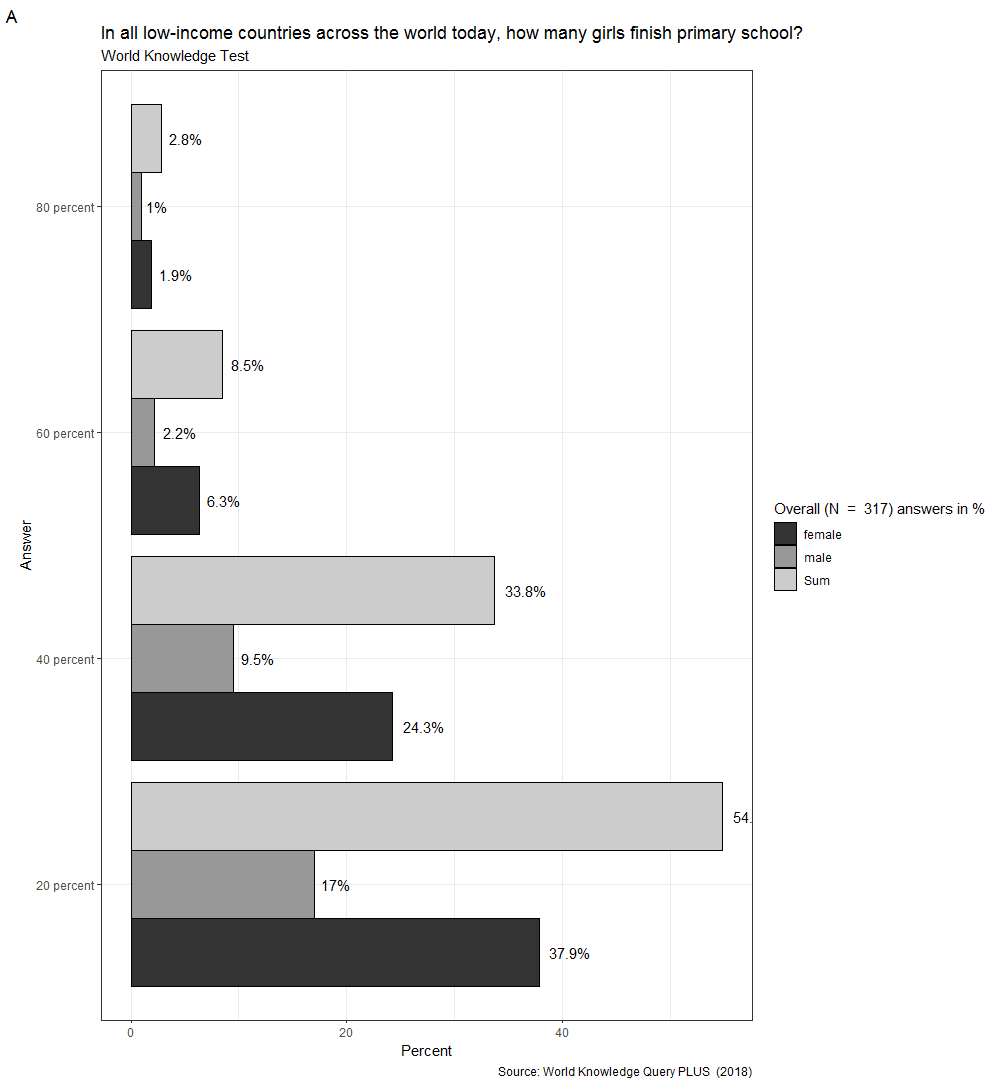 A
In all low-income countries across the world today, how many girls finish primary school?
World Knowledge Test
2.8%
80 percent
1%
1.9%
8.5%
60 percent
2.2%
6.3%
Answer
Overall (N = 317) answers in %
female
male
Sum
33.8%
40 percent
9.5%
24.3%
54.
20 percent
17%
37.9%
0
20
40
Percent
Source: World Knowledge Query PLUS (2018)